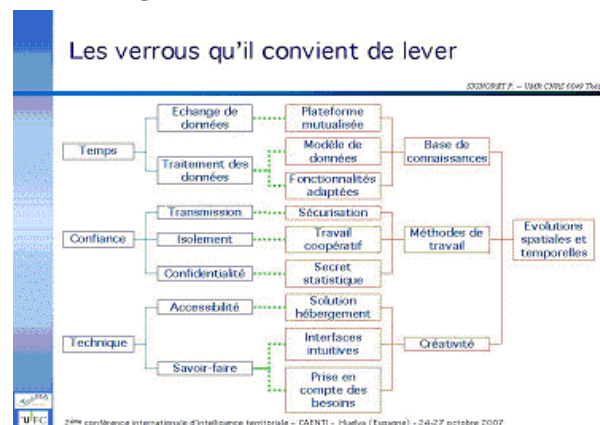 Les verrous qu'il convient de lever
SIGNORET P. – UMR CNRS 6049 Thé
Echange de
données
Plateforme
mutualisée
Temps
Traitement des
données
Modèle de
données
Fonctionnalités
adaptées
Base de
connaissances
Confiance
Transmission
Sécurisation
Isolement
Travail
coopératif
Confidentialité
Secret
statistique
Méthodes de
travail
Evolutions
spatiales et
temporelles
Technique
Accessibilité
Solution
hébergement
Savoir-faire
Interfaces
intuitives
Prise en
compte des
besoins
Créativité
UFC
2ème conférence internationale d'intelligence territoriale – CAENTI – Huelva (Espagne) – 24-27 octobre 2007